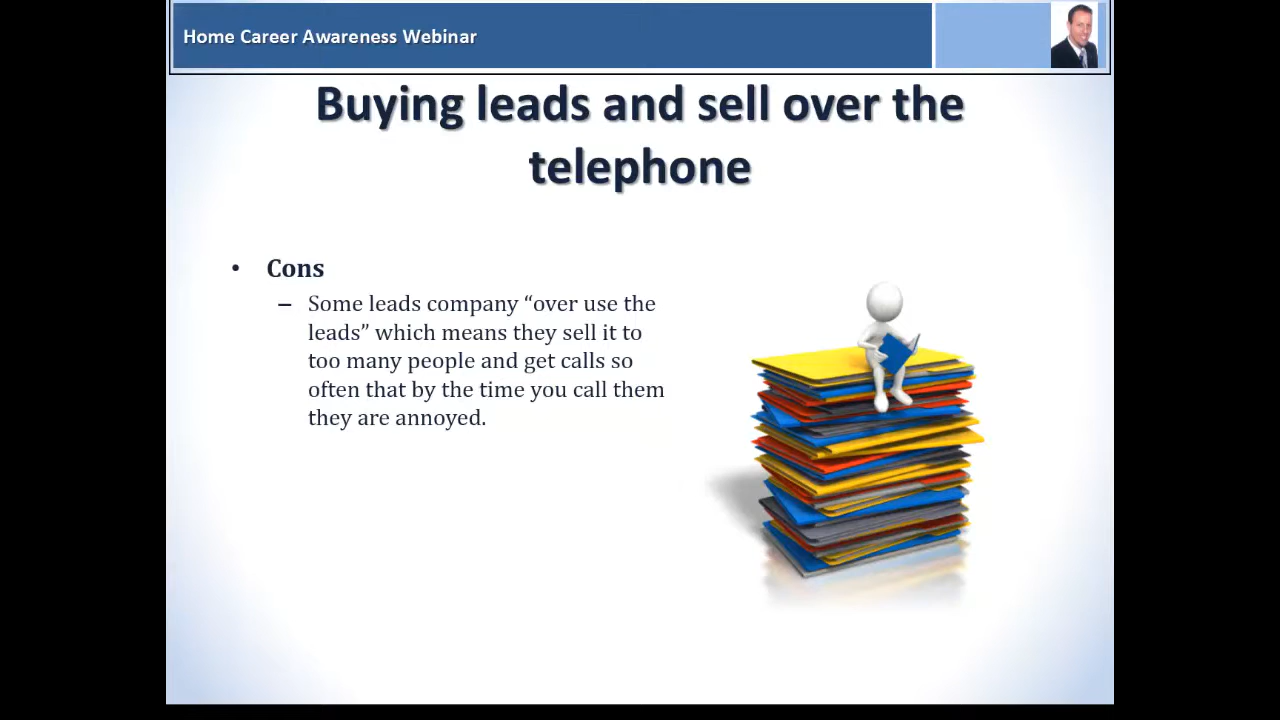 Home Career Awareness Webinar
Buying leads and sell over the
telephone
• Cons
– Some leads company “over use the
leads” which means they sell it to
too many people and get calls so
often that by the time you call them
they are annoyed.